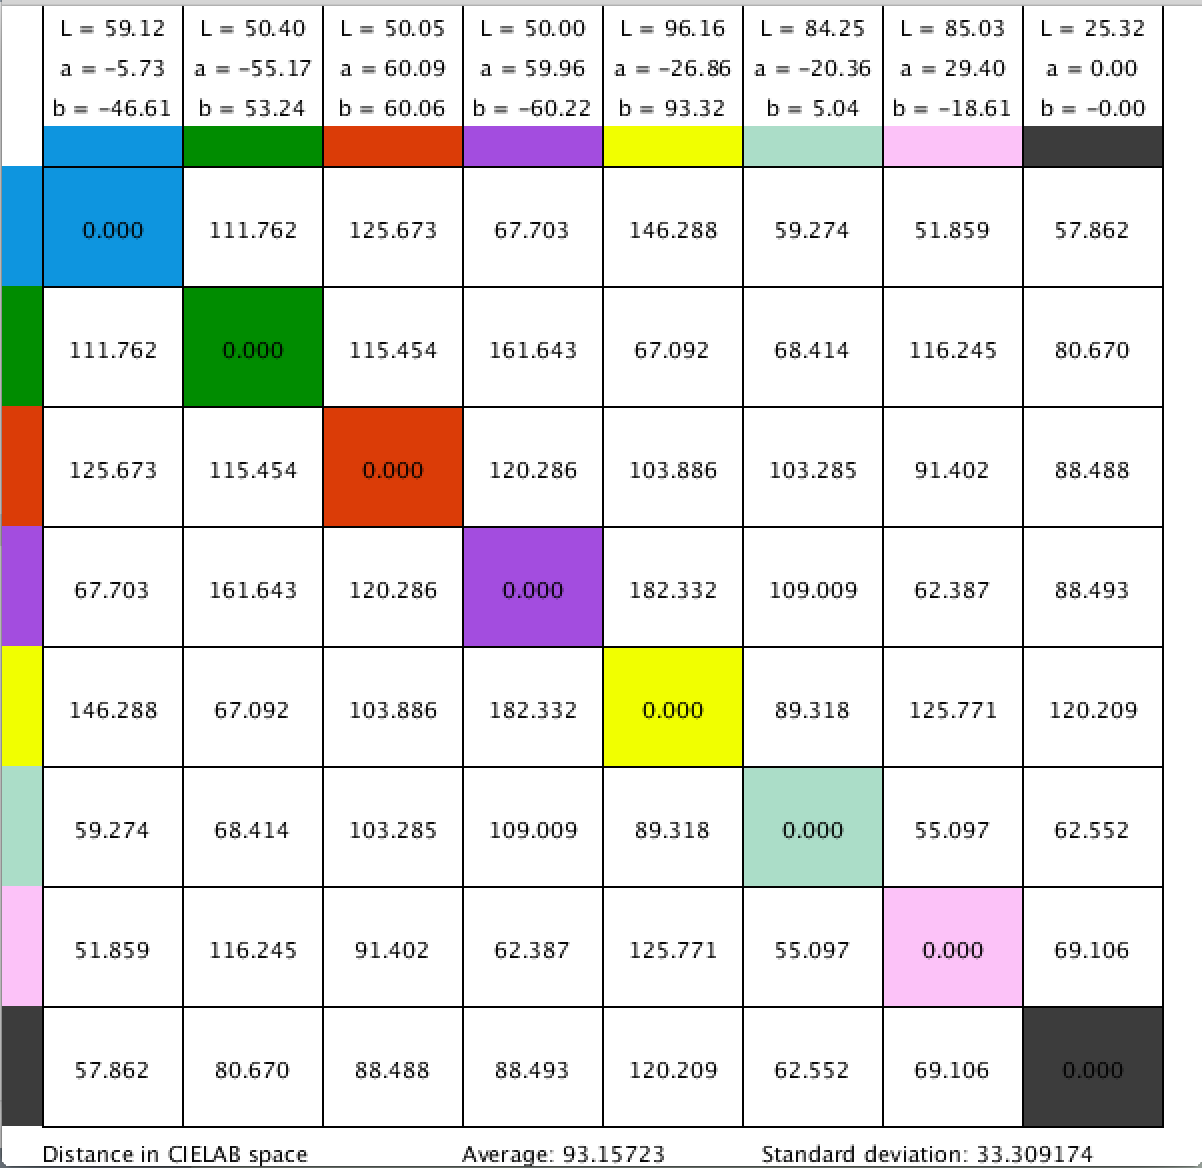 L = 59.12 L = 50.40 L = 50.05 L = 50.00 L = 96.16 L = 84.25 L = 85.03 L = 25.32
a = -5.73 a = -55.17 a = 60.09 a = 59.96 a = -26.86 a = -20.36 a = 29.40 a = 0.00
b = -46.61 b = 53.24 b = 60.06 b = -60.22 b = 93.32 b = 5.04 b = -18.61 b = -0.00
0.000 111.762 125.673 67.703 146.288 59.274 51.859 57.862
111.762 0.000 115.454 161.643 67.092 68.414 116.245 80.670
125.673 115.454 0.000 120.286 103.886 103.285 91.402 88.488
67.703 161.643 120.286 0.000 182.332 109.009 62.387 88.493
146.288 67.092 103.886 182.332 0.000 89.318 125.771 120.209
59.274 68.414 103.285 109.009 89.318 0.000 55.097 62.552
51.859 116.245 91.402 62.387 125.771 55.097 0.000 69.106
57.862 80.670 88.488 88.493 120.209 62.552 69.106 0.000
Distance in CIELAB space Average: 93.15723 Standard deviation: 33.309174